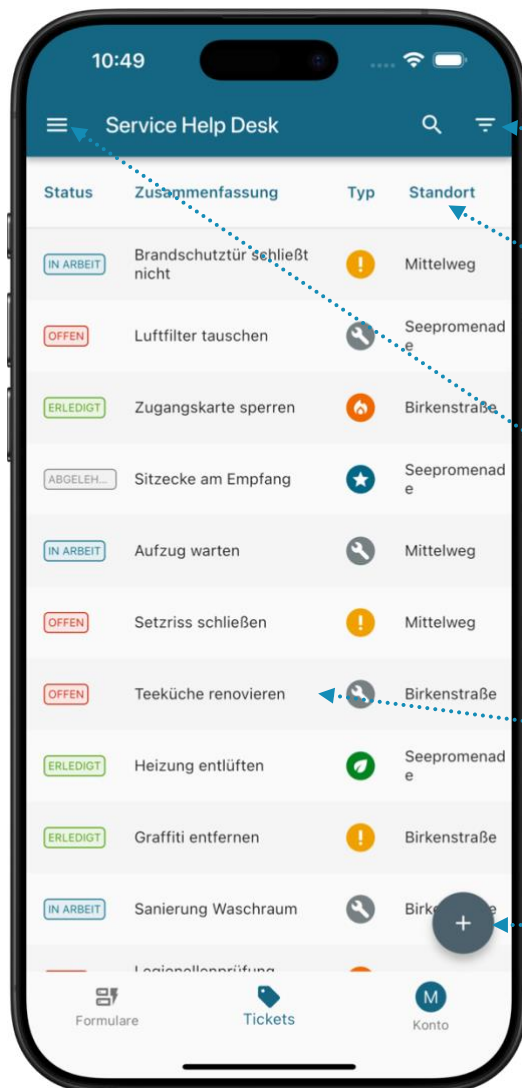 10:49
Service Help Desk
Status Zusammenfassung Typ Standort
IN ARBEIT Brandschutztür schließt Mittelweg
nicht
OFFEN Luftfilter tauschen Seepromenad
e
ERLEDIGT Zugangskarte sperren Birkenstraße
ABGELEH... Sitzecke am Empfang Seepromenad
e
IN ARBEIT Aufzug warten Mittelweg
OFFEN Setzriss schließen Mittelweg
OFFEN Teeküche renovieren Birkenstraße
ERLEDIGT Heizung entlüften Seepromenad
e
ERLEDIGT Graffiti entfernen Birkenstraße
IN ARBEIT Sanierung Waschraum
Legionellenprüfung
Formulare Tickets M Konto